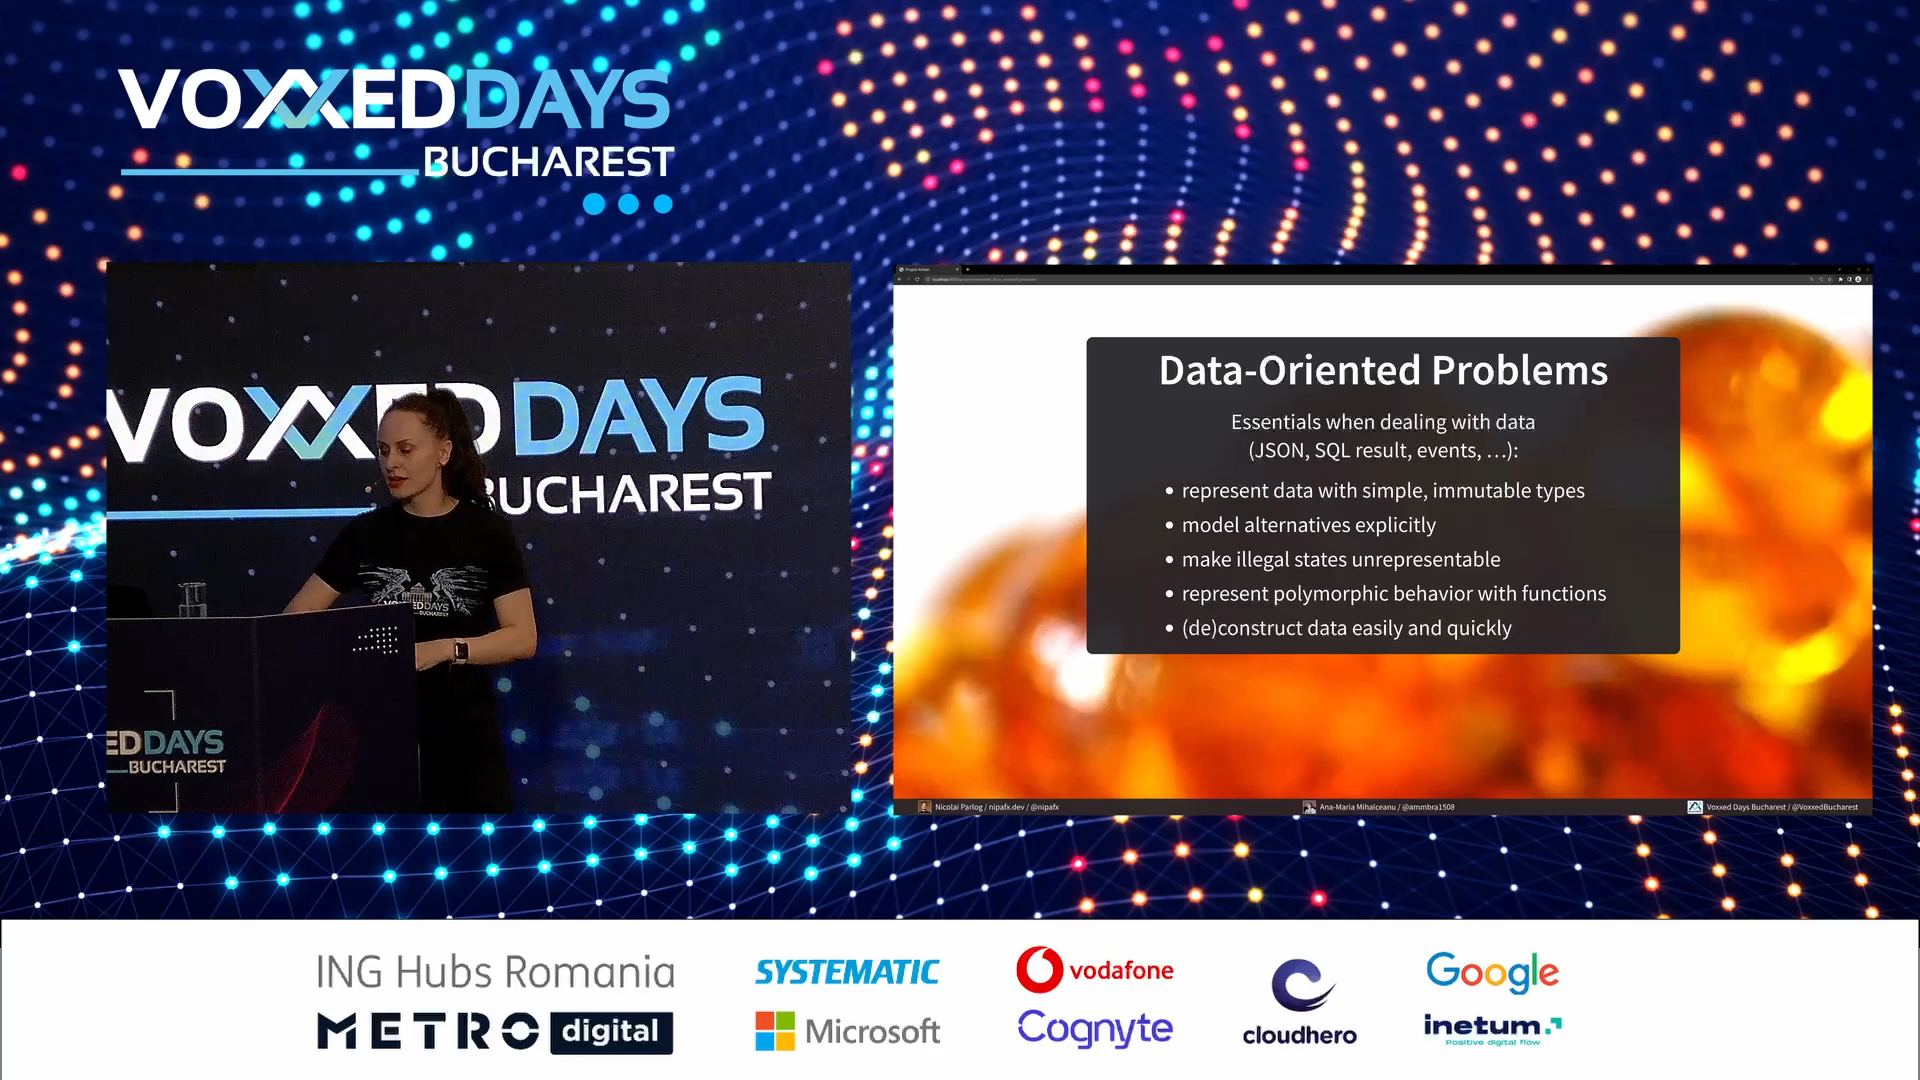 VOXXEDDAYS
BUCHAREST
VOXXEDDAYS
BUCHAREST
VOXXEDDAYS
BUCHAREST
EDDAYS
BUCHAREST
Data-Oriented Problems
Essentials when dealing with data
(JSON, SQL result, events, …):
• represent data with simple, immutable types
• model alternatives explicitly
• make illegal states unrepresentable
• represent polymorphic behavior with functions
• (de)construct data easily and quickly
Nicolai Parlog / nipafx.dev / @nipafx
Ana-Maria Mihalceanu / @ammbra1508
Voxxed Days Bucharest / @VoxxedBucharest
ING Hubs Romania
METRO digital
SYSTEMATIC
Microsoft
vodafone
Cognyte
cloudhero
Google
inetum.
Positive digital flow